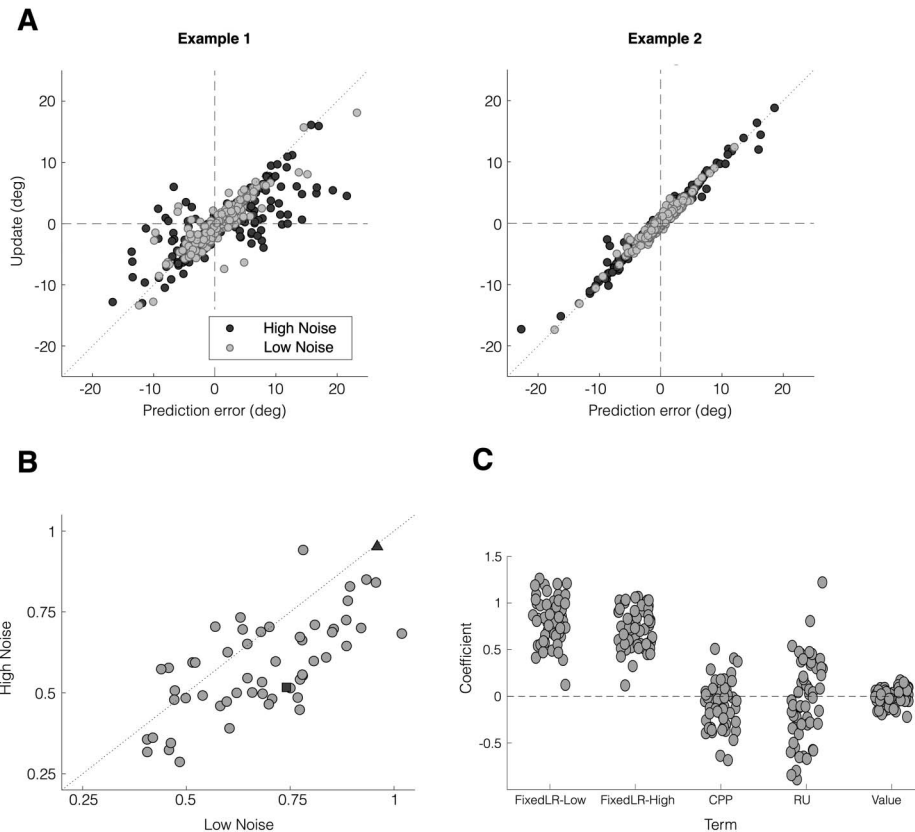 A
Example 1
Example 2
20
10
0
-10
-20
Update (deg)
High Noise
Low Noise
-20 -10 0 10 20
Prediction error (deg)
20
10
0
-10
-20
-20 -10 0 10 20
Prediction error (deg)
B
1
0.75
0.5
0.25
High Noise
0.25 0.5 0.75 1
Low Noise
C
1.5
1
0.5
0
-0.5
Coefficient
FixedLR-Low FixedLR-High CPP RU Value
Term